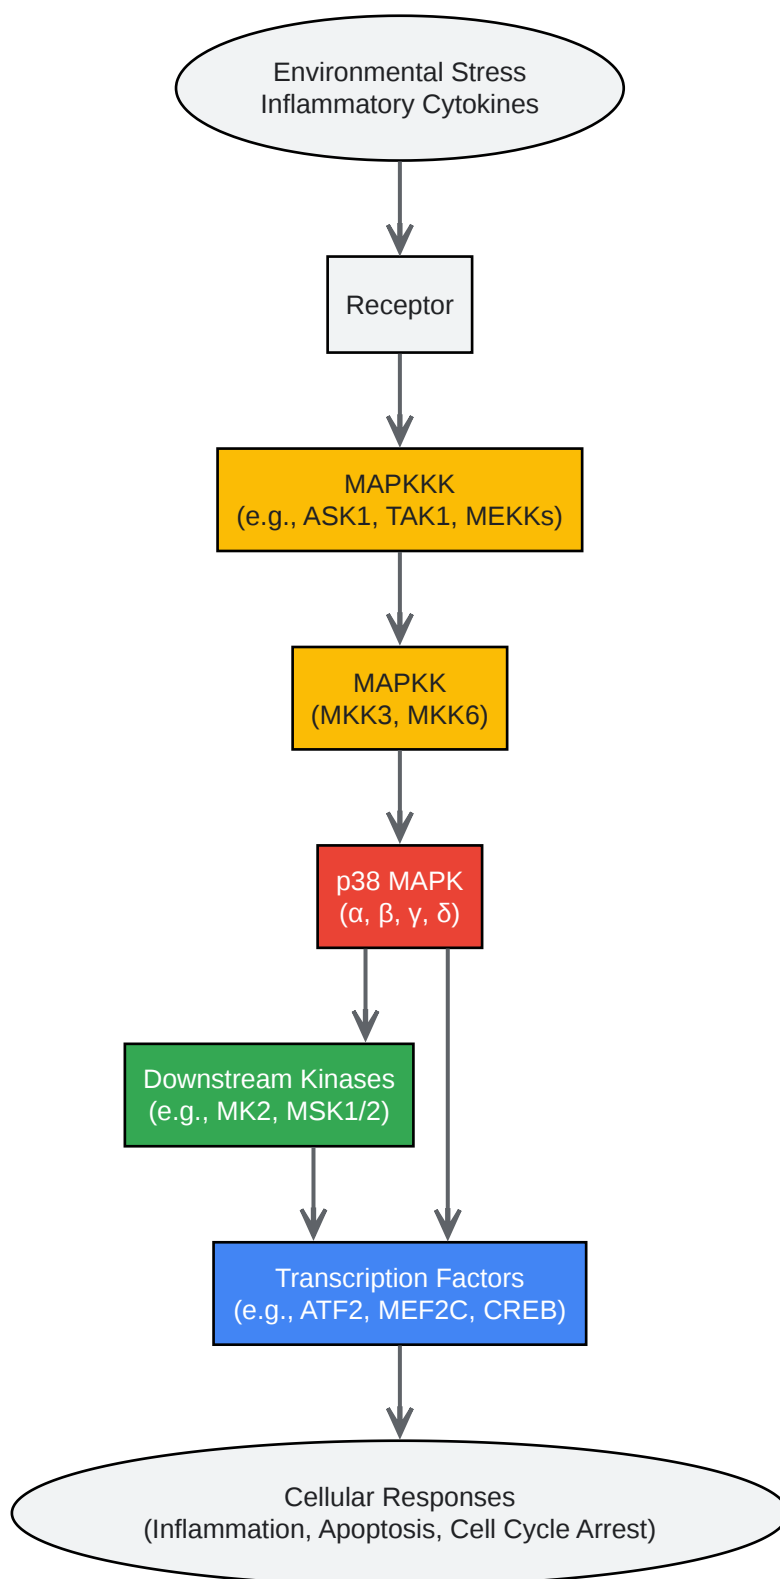 Environmental Stress
Inflammatory Cytokines
Receptor
MAPKKK
(e.g., ASK1, TAK1, MEKKs)
MAPKK
(MKK3, MKK6)
p38 MAPK
(α, β, γ, δ)
Downstream Kinases
(e.g., MK2, MSK1/2)
Transcription Factors
(e.g., ATF2, MEF2C, CREB)
Cellular Responses
(Inflammation, Apoptosis, Cell Cycle Arrest)